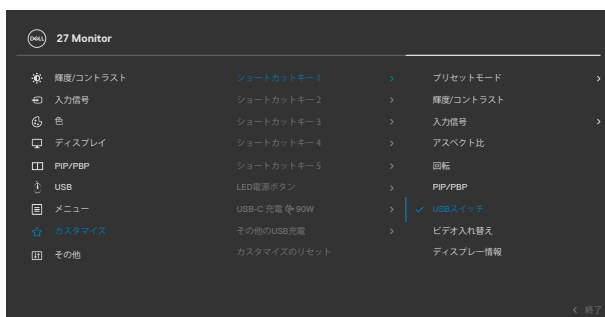 DELL
27 Monitor
輝度/コントラスト
入力信号
色
ディスプレイ
PIP/PBP
USB
メニュー
カスタマイズ
その他
ショートカットキー 1
ショートカットキー 2
ショートカットキー 3
ショートカットキー 4
ショートカットキー 5
LED電源ボタン
USB-C 充電 90W
その他のUSB充電
カスタマイズのリセット
プリセットモード
輝度/コントラスト
入力信号
アスペクト比
回転
PIP/PBP
USBスイッチ
ビデオ入れ替え
ディスプレー情報
終了